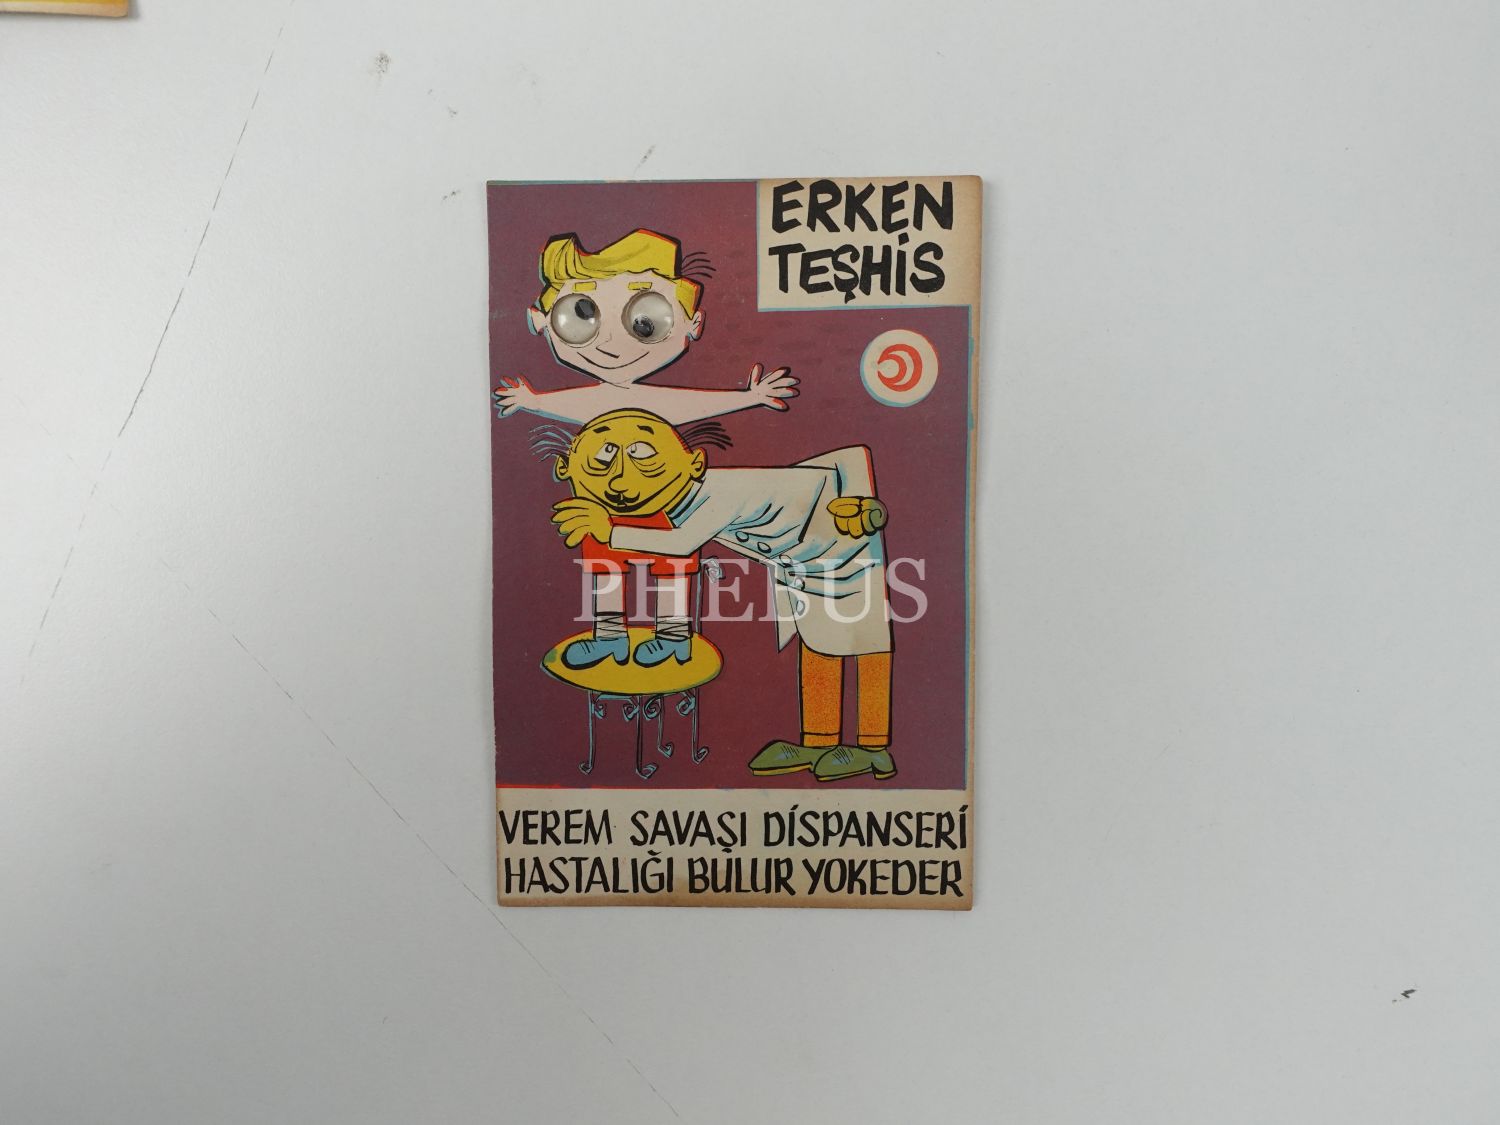 ERKEN
TEŞHİS
PHEBUS
VEREM SAVAŞI DİSPANSERİ
HASTALIĞI BULUR YOKEDER